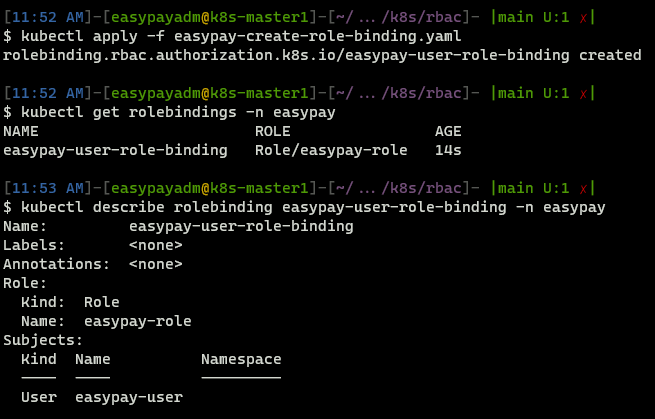 [11:52 AM]-[easypayadm@k8s-master1]-[~/…/k8s/rbac]- |main U:1 ✗|
$ kubectl apply -f easypay-create-role-binding.yaml
rolebinding.rbac.authorization.k8s.io/easypay-user-role-binding created
[11:52 AM]-[easypayadm@k8s-master1]-[~/…/k8s/rbac]- |main U:1 ✗|
$ kubectl get rolebindings -n easypay
NAME                        ROLE                AGE
easypay-user-role-binding   Role/easypay-role   14s
[11:53 AM]-[easypayadm@k8s-master1]-[~/…/k8s/rbac]- |main U:1 ✗|
$ kubectl describe rolebinding easypay-user-role-binding -n easypay
Name:         easypay-user-role-binding
Labels:       <none>
Annotations:  <none>
Role:
  Kind:  Role
  Name:  easypay-role
Subjects:
  Kind  Name          Namespace
  ----  ----          ---------
  User  easypay-user